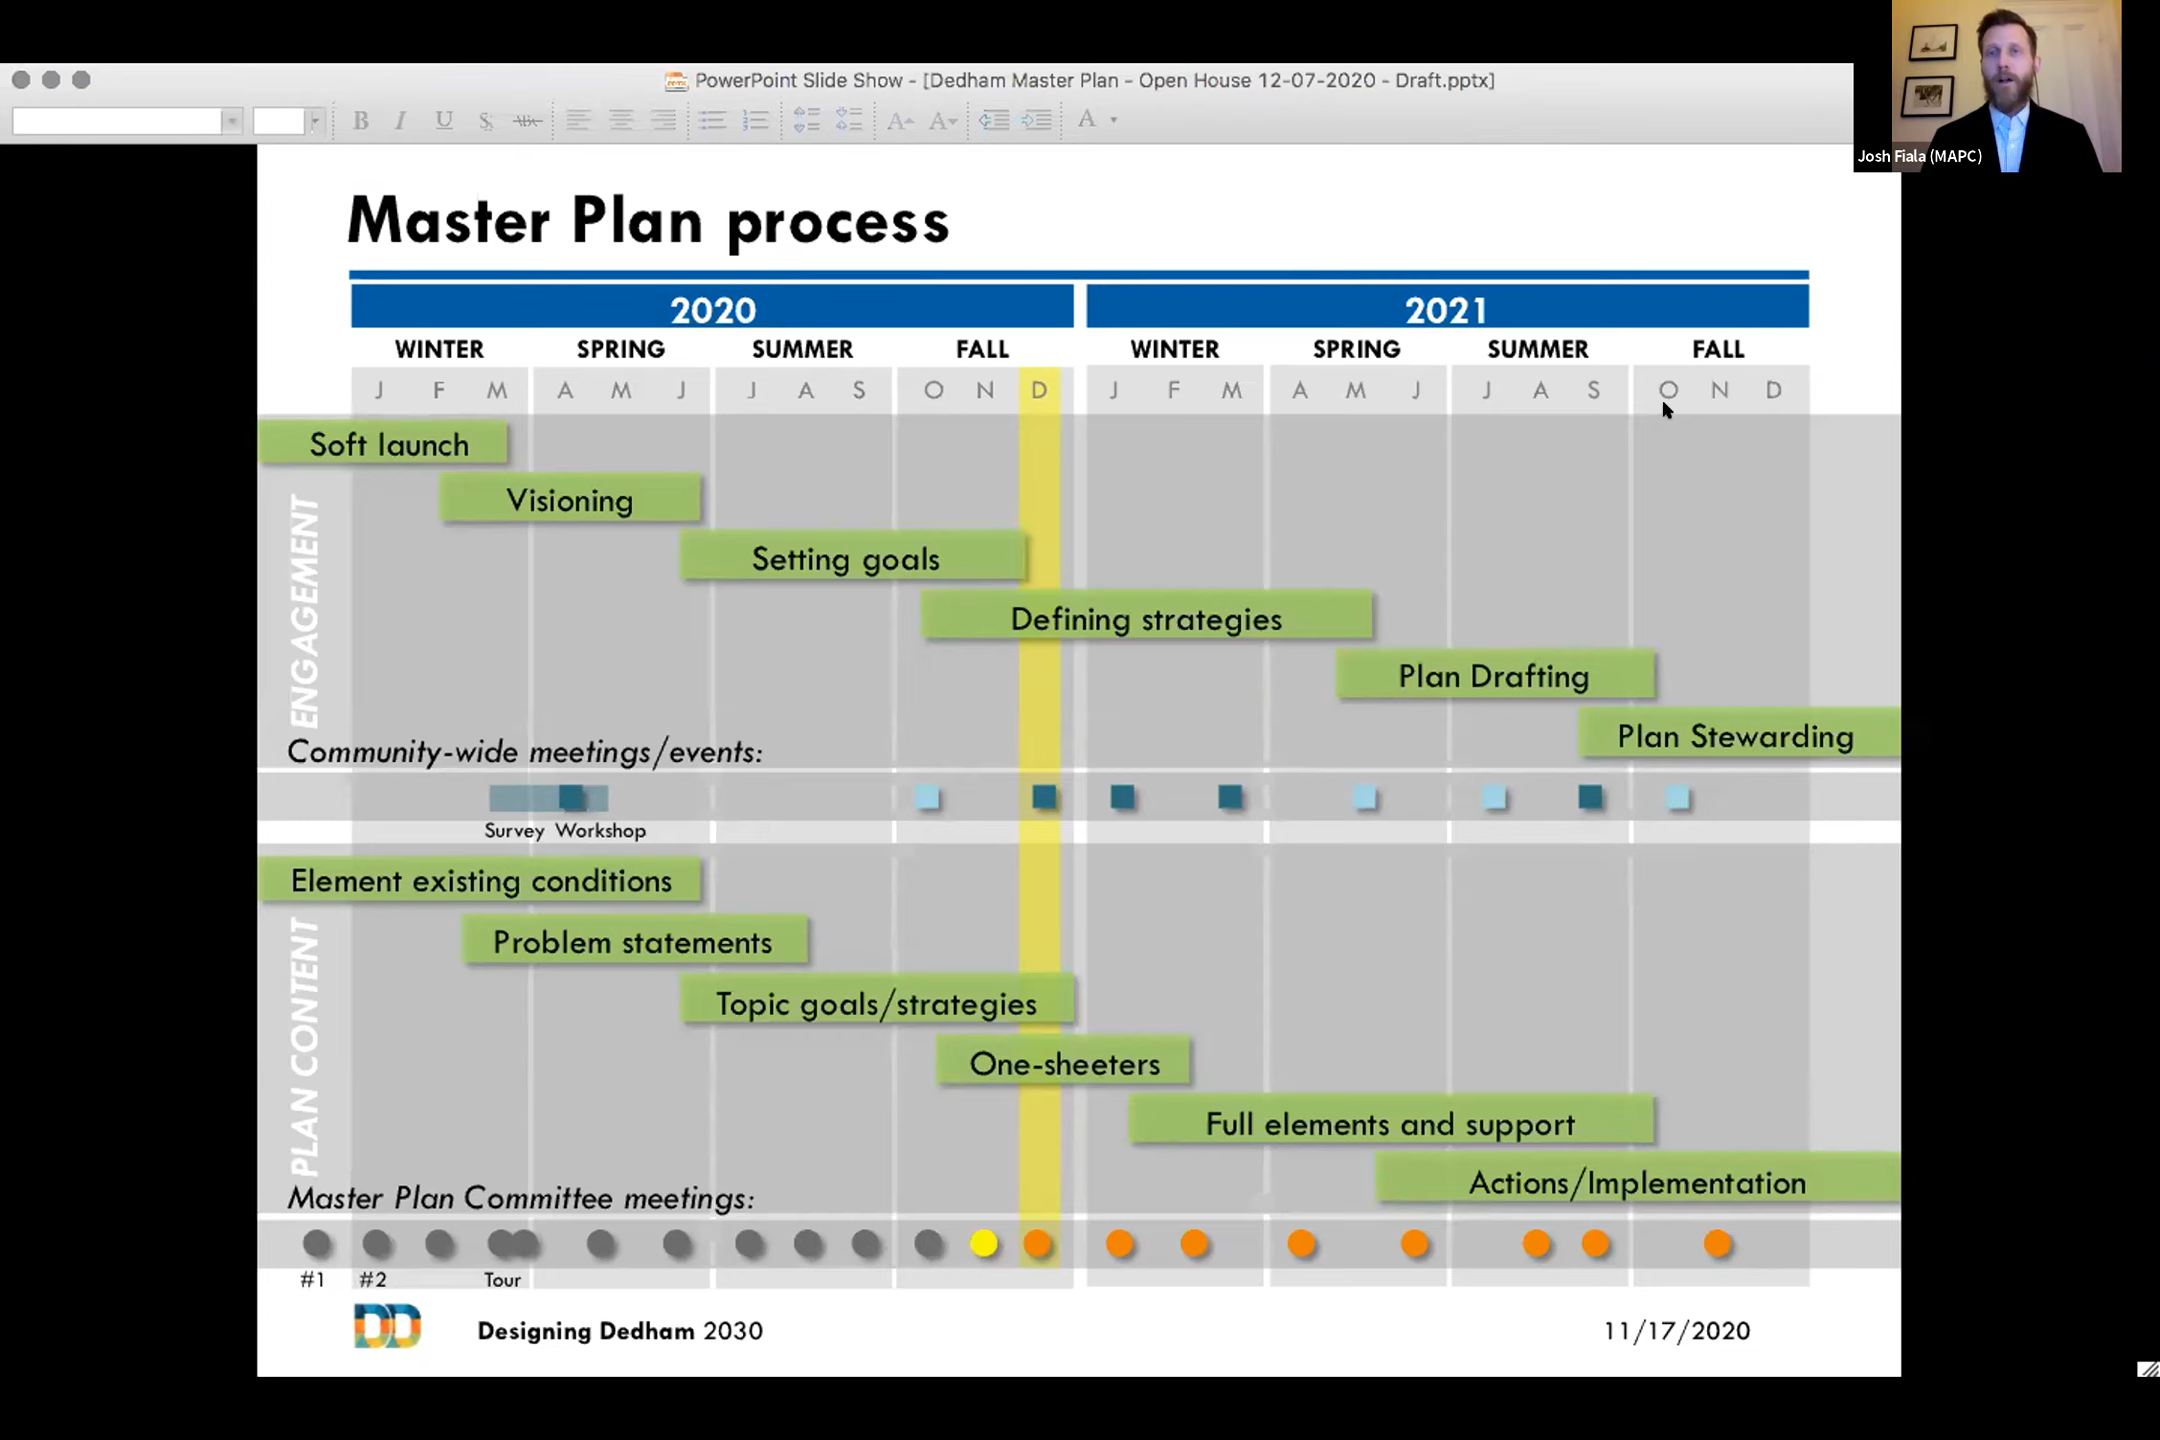 PowerPoint Slide Show - [Dedham Master Plan - Open House 12-07-2020 - Draft.pptx]
B I U S ABC A A A
Josh Fiala (MAPC)
Master Plan process
2020 2021
WINTER SPRING SUMMER FALL WINTER SPRING SUMMER FALL
J F M A M J J A S O N D J F M A M J J A S O N D
Soft launch
Visioning
Setting goals
Defining strategies
Plan Drafting
Plan Stewarding
ENGAGEMENT
Community-wide meetings/events:
Survey Workshop
Element existing conditions
Problem statements
Topic goals/strategies
One-sheeters
Full elements and support
Actions/Implementation
PLAN CONTENT
Master Plan Committee meetings:
#1 #2 Tour
DD
Designing Dedham 2030
11/17/2020